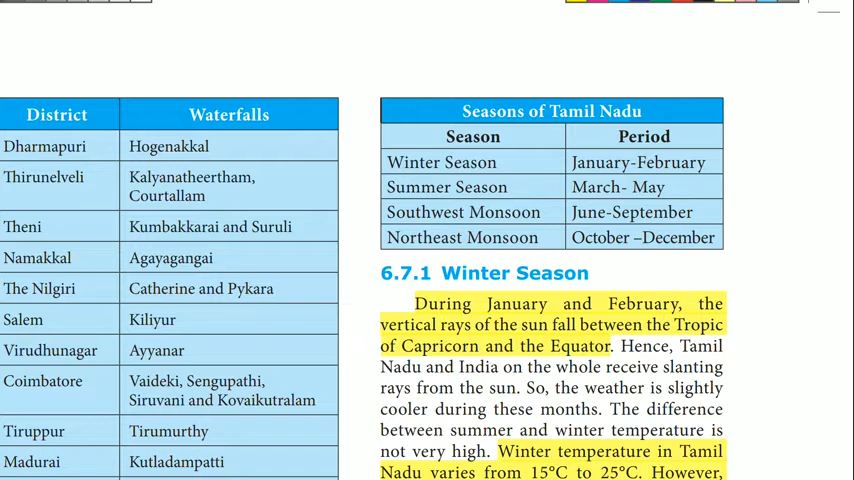 District Waterfalls
Dharmapuri Hogenakkal
Thirunelveli Kalyanatheertham,
Courtallam
Theni Kumbakkarai and Suruli
Namakkal Agayagangai
The Nilgiri Catherine and Pykara
Salem Kiliyur
Virudhunagar Ayyanar
Coimbatore Vaideki, Sengupathi,
Siruvani and Kovaikutralam
Tiruppur Tirumurthy
Madurai Kutladampatti
Seasons of Tamil Nadu
Season Period
Winter Season January-February
Summer Season March- May
Southwest Monsoon June-September
Northeast Monsoon October –December
6.7.1 Winter Season
During January and February, the
vertical rays of the sun fall between the Tropic
of Capricorn and the Equator. Hence, Tamil
Nadu and India on the whole receive slanting
rays from the sun. So, the weather is slightly
cooler during these months. The difference
between summer and winter temperature is
not very high. Winter temperature in Tamil
Nadu varies from 15°C to 25°C. However,